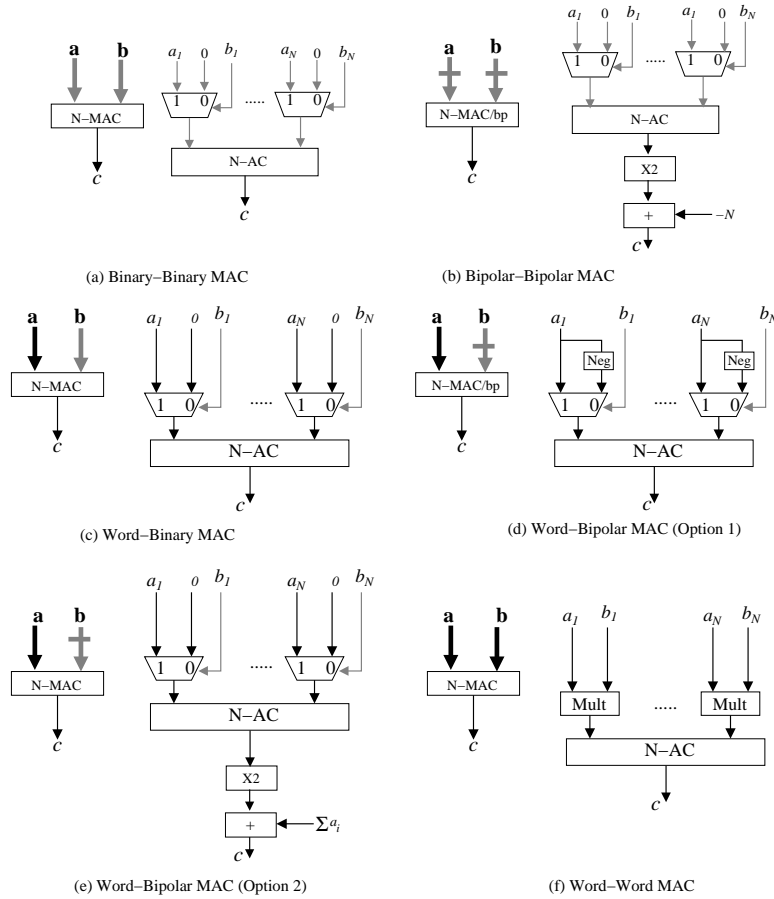 a b a1 0 b1 aN 0 bN
1 0 ..... 1 0
N−MAC
N−AC
c
c
(a) Binary−Binary MAC
a b a1 0 b1 a1 0 bN
1 0 ..... 1 0
N−MAC/bp
N−AC
c
X2
+ −N
c
(b) Bipolar−Bipolar MAC
a b a1 0 b1 aN 0 bN
N−MAC
1 0 ..... 1 0
c
N−AC
c
(c) Word−Binary MAC
a b a1 b1 aN bN
Neg Neg
N−MAC/bp
1 0 ..... 1 0
c
N−AC
c
(d) Word−Bipolar MAC (Option 1)
a b a1 0 b1 aN 0 bN
N−MAC
1 0 ..... 1 0
c
N−AC
X2
+ Σai
c
(e) Word−Bipolar MAC (Option 2)
a b a1 b1 aN bN
N−MAC
Mult ..... Mult
c
N−AC
c
(f) Word−Word MAC